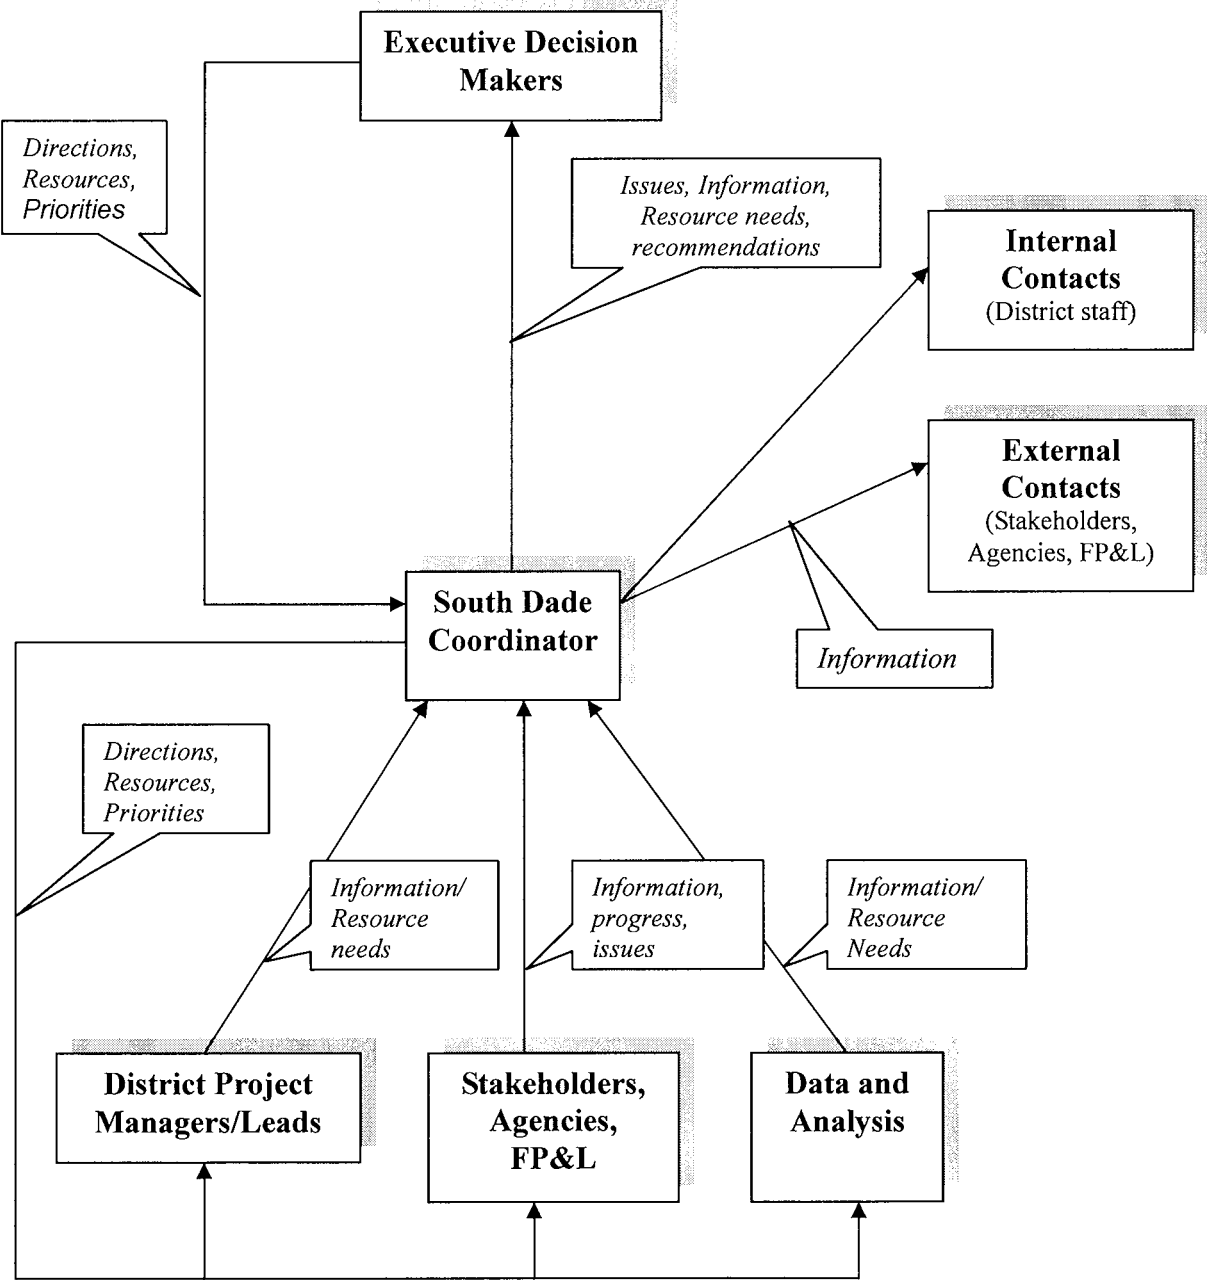 Executive Decision
Makers
Directions,
Resources,
Priorities
Issues, Information,
Resource needs,
recommendations
Internal
Contacts
(District staff)
External
Contacts
(Stakeholders,
Agencies, FP&L)
South Dade
Coordinator
Information
Directions,
Resources,
Priorities
Information/
Resource
needs
Information,
progress,
issues
Information/
Resource
Needs
District Project
Managers/Leads
Stakeholders,
Agencies,
FP&L
Data and
Analysis